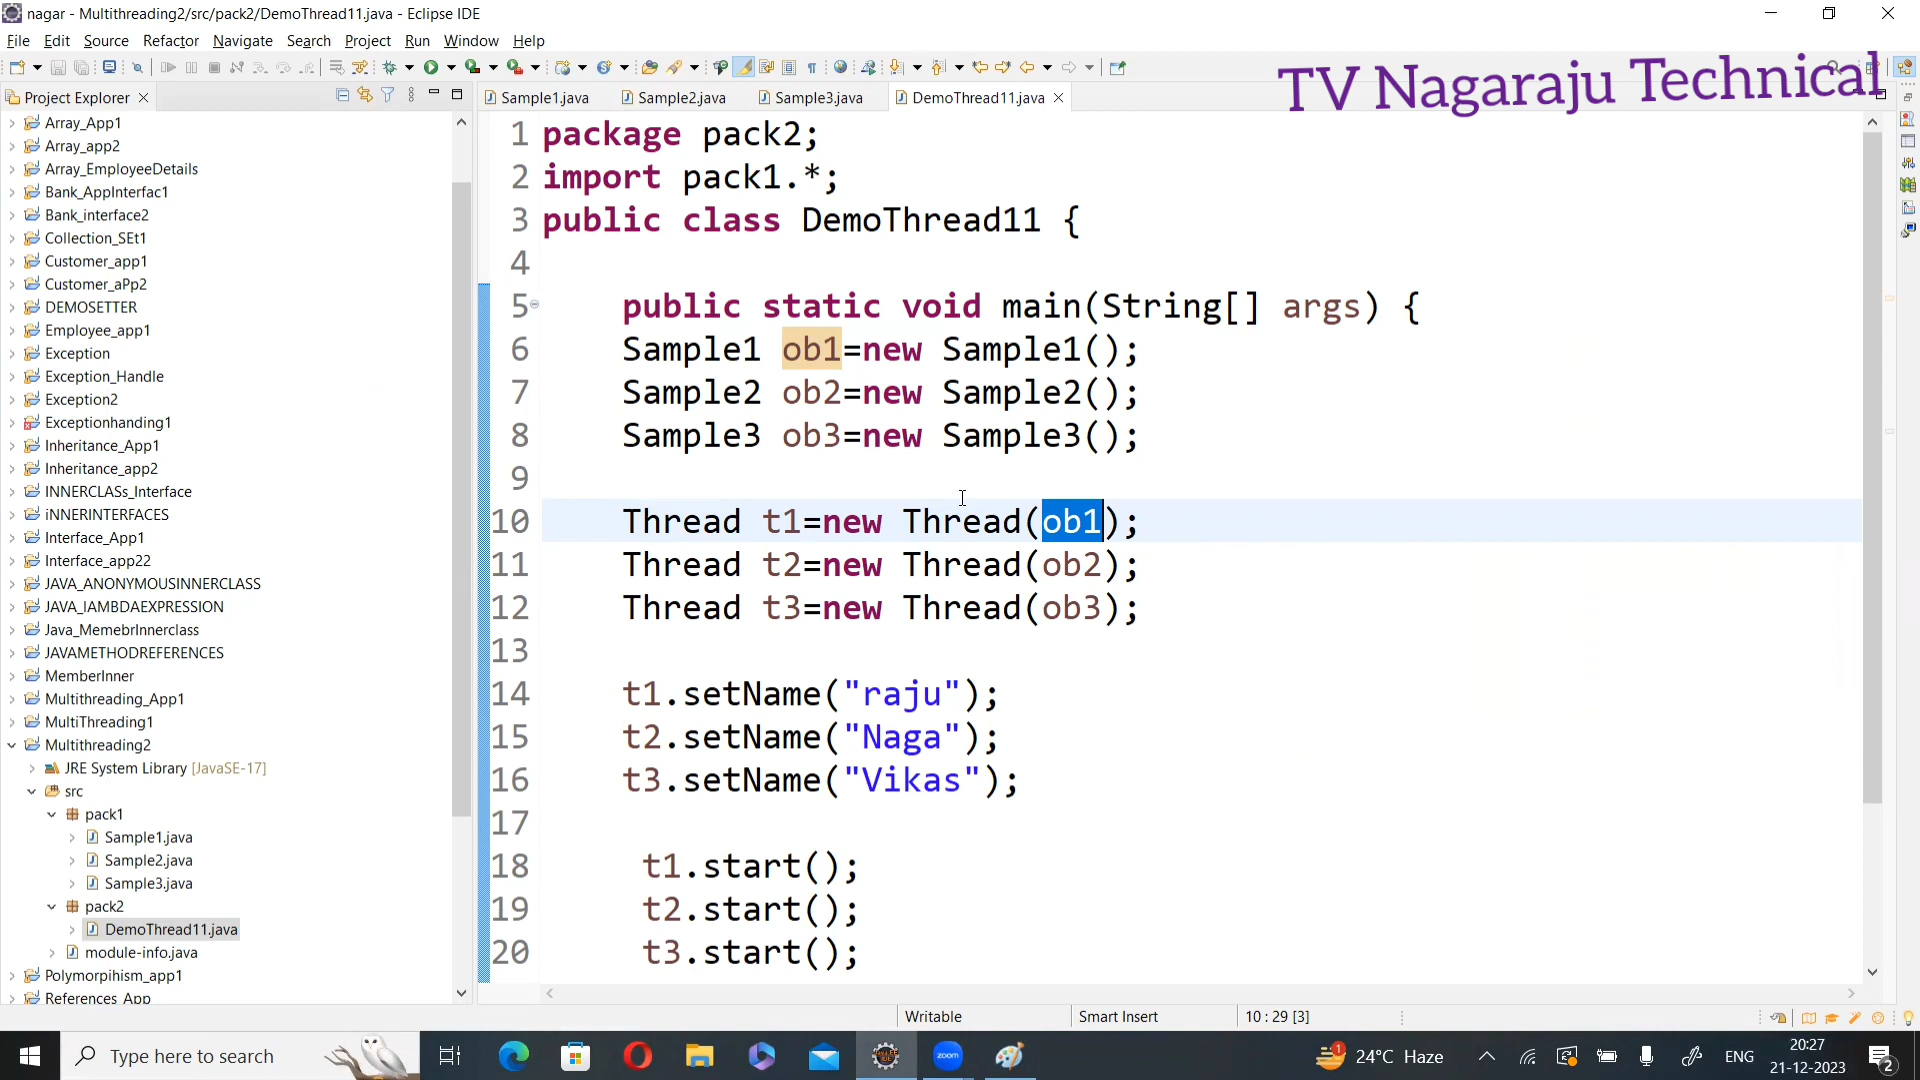 nagar - Multithreading2/src/pack2/DemoThread11.java - Eclipse IDE
File Edit Source Refactor Navigate Search Project Run Window Help
TV Nagaraju Technical
Project Explorer
Sample1.java Sample2.java Sample3.java DemoThread11.java
Array_App1
Array_app2
Array_EmployeeDetails
Bank_AppInterfac1
Bank_interface2
Collection_SEt1
Customer_app1
Customer_aPp2
DEMOSETTER
Employee_app1
Exception
Exception_Handle
Exception2
Exceptionhanding1
Inheritance_App1
Inheritance_app2
INNERCLASs_Interface
iNNERINTERFACES
Interface_App1
Interface_app22
JAVA_ANONYMOUSINNERCLASS
JAVA_lAMBDAEXPRESSION
Java_MemebrInnerclass
JAVAMETHODREFERENCES
MemberInner
Multithreading_App1
MultiThreading1
Multithreading2
JRE System Library [JavaSE-17]
src
pack1
Sample1.java
Sample2.java
Sample3.java
pack2
DemoThread11.java
module-info.java
Polymorpihism_app1
References_App
1 package pack2;
2 import pack1.*;
3 public class DemoThread11 {
4
5 public static void main(String[] args) {
6 Sample1 ob1=new Sample1();
7 Sample2 ob2=new Sample2();
8 Sample3 ob3=new Sample3();
9
10 Thread t1=new Thread(ob1);
11 Thread t2=new Thread(ob2);
12 Thread t3=new Thread(ob3);
13
14 t1.setName("raju");
15 t2.setName("Naga");
16 t3.setName("Vikas");
17
18 t1.start();
19 t2.start();
20 t3.start();
Writable Smart Insert 10 : 29 [3]
Type here to search
zoom
1
24°C Haze
ENG
20:27
21-12-2023
2